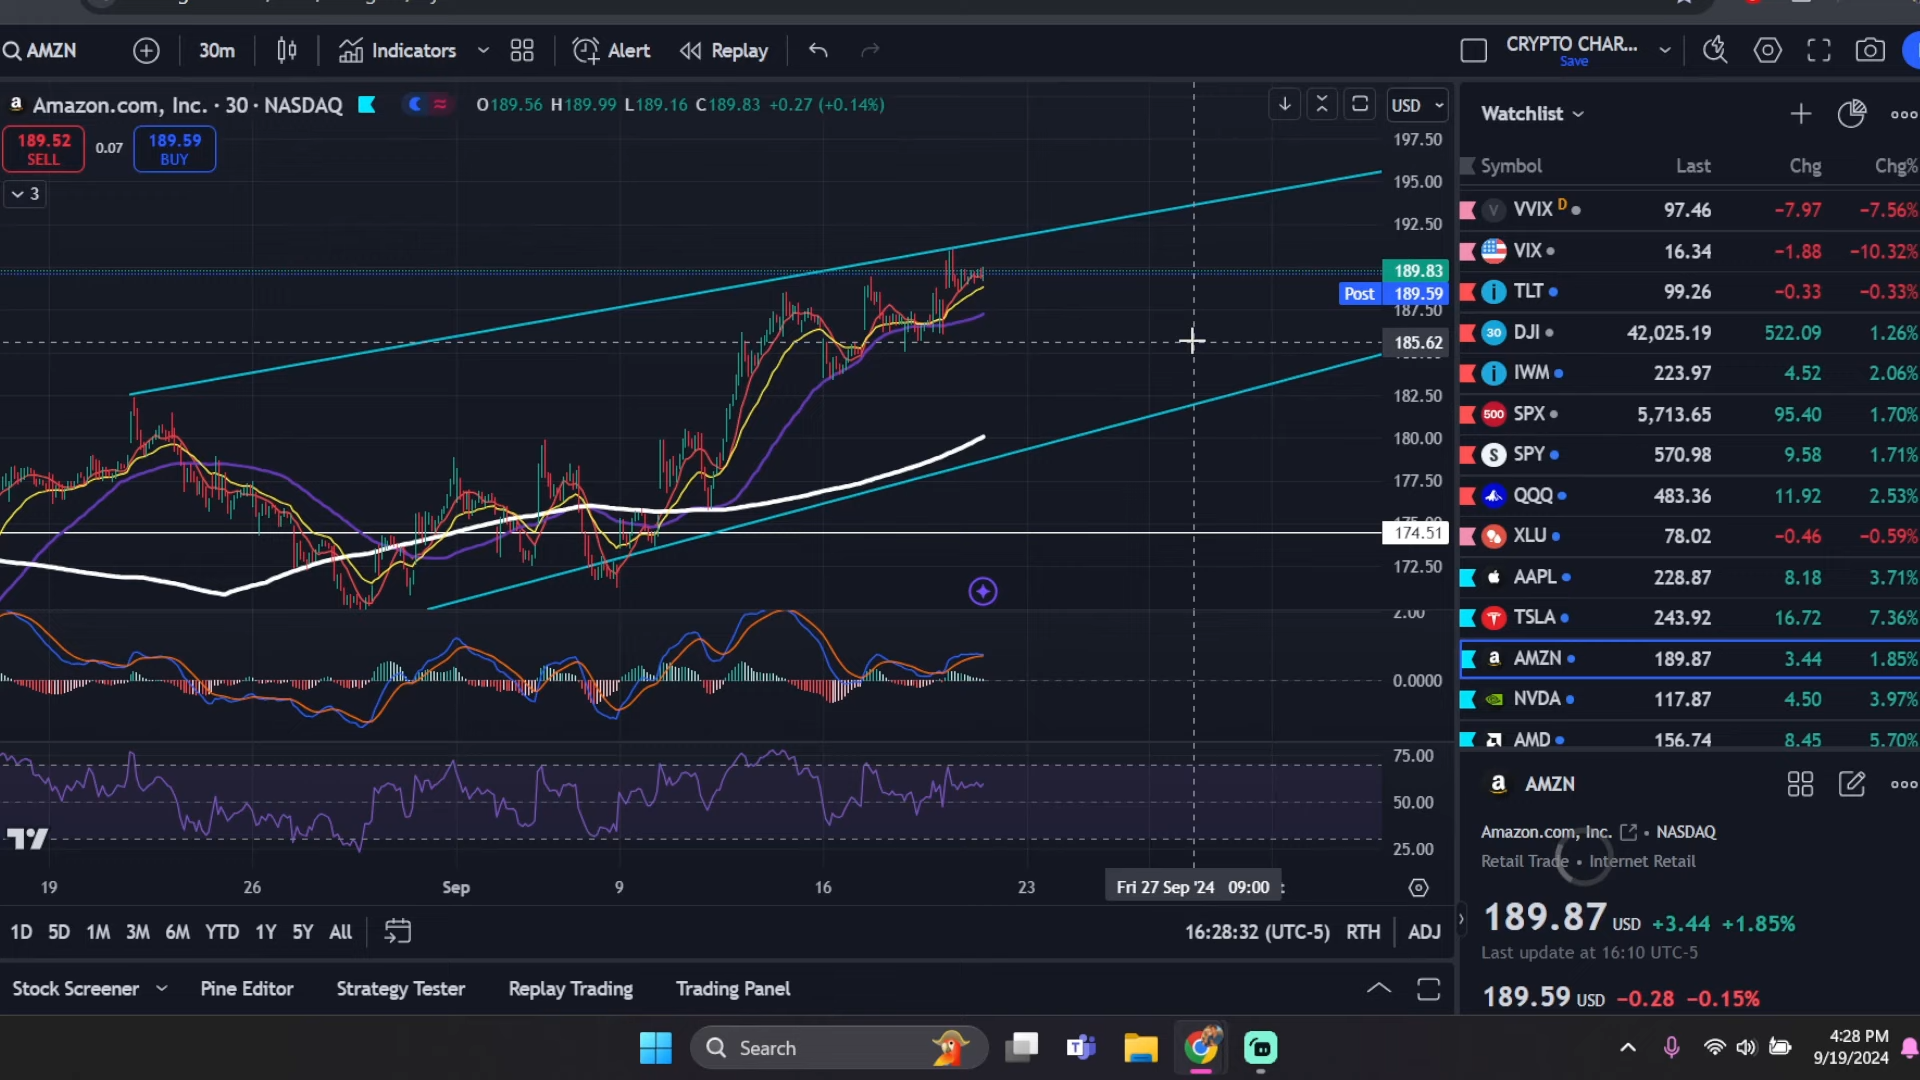 AMZN 30m Indicators Alert Replay CRYPTO CHAR...
Save
Amazon.com, Inc. · 30 · NASDAQ O189.56 H189.99 L189.16 C189.83 +0.27 (+0.14%) USD
189.52 SELL 0.07 189.59 BUY
3
197.50
195.00
192.50
189.83
Post 189.59
187.50
185.62
182.50
180.00
177.50
174.51
172.50
2.00
0.0000
75.00
50.00
25.00
19 26 Sep 9 16 23 Fri 27 Sep '24 09:00
1D 5D 1M 3M 6M YTD 1Y 5Y All 16:28:32 (UTC-5) RTH ADJ
Stock Screener Pine Editor Strategy Tester Replay Trading Trading Panel
Watchlist
Symbol Last Chg Chg%
V VVIX D 97.46 −7.97 −7.56%
VIX 16.34 −1.88 −10.32%
TLT 99.26 −0.33 −0.33%
30 DJI 42,025.19 522.09 1.26%
IWM 223.97 4.52 2.06%
500 SPX 5,713.65 95.40 1.70%
S SPY 570.98 9.58 1.71%
QQQ 483.36 11.92 2.53%
XLU 78.02 −0.46 −0.59%
AAPL 228.87 8.18 3.71%
TSLA 243.92 16.72 7.36%
AMZN 189.87 3.44 1.85%
NVDA 117.87 4.50 3.97%
AMD 156.74 8.45 5.70%
AMZN
Amazon.com, Inc. • NASDAQ
Retail Trade • Internet Retail
189.87 USD +3.44 +1.85%
Last update at 16:10 UTC-5
189.59 USD −0.28 −0.15%
Search
4:28 PM
9/19/2024